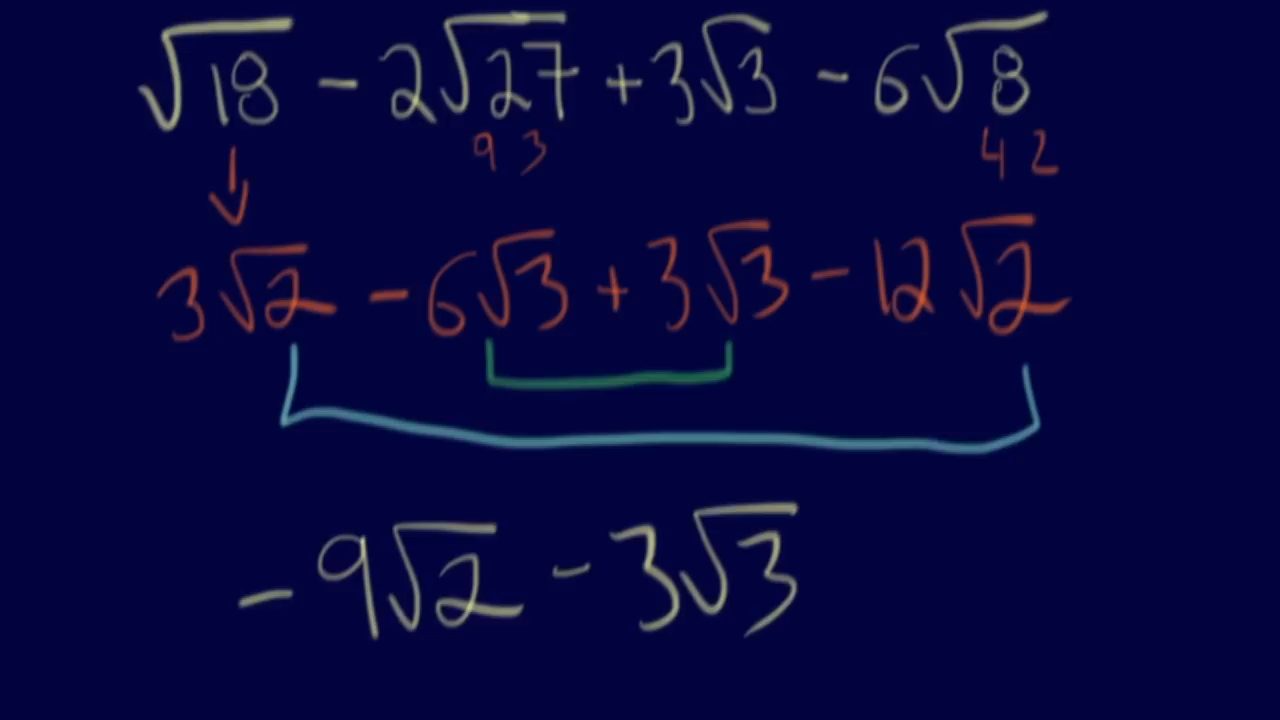 √18 - 2√27 + 3√3 - 6√8
9 3 4 2
3√2 - 6√3 + 3√3 - 12√2
- 9√2 - 3√3